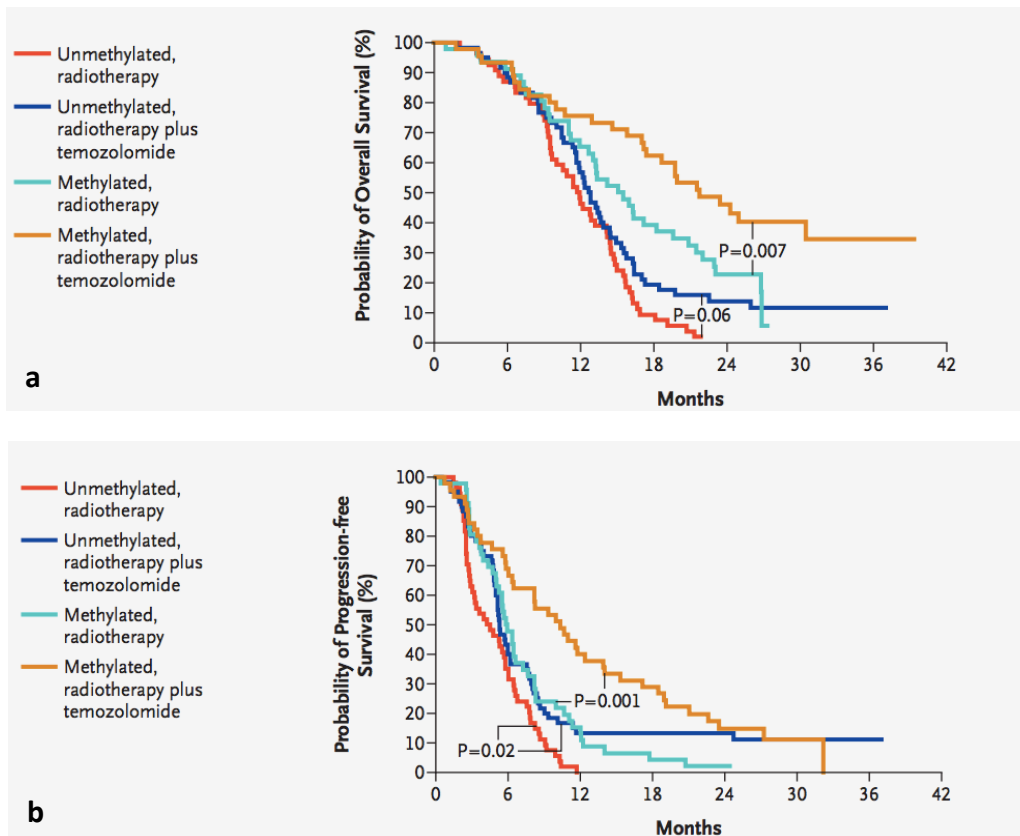 Unmethylated,
radiotherapy
Unmethylated,
radiotherapy plus
temozolomide
Methylated,
radiotherapy
Methylated,
radiotherapy plus
temozolomide
Probability of Overall Survival (%)
100
90
80
70
60
50
40
30
20
10
0
P=0.007
P=0.06
0 6 12 18 24 30 36 42
Months
a
Unmethylated,
radiotherapy
Unmethylated,
radiotherapy plus
temozolomide
Methylated,
radiotherapy
Methylated,
radiotherapy plus
temozolomide
Probability of Progression-free
Survival (%)
100
90
80
70
60
50
40
30
20
10
0
P=0.001
P=0.02
0 6 12 18 24 30 36 42
Months
b